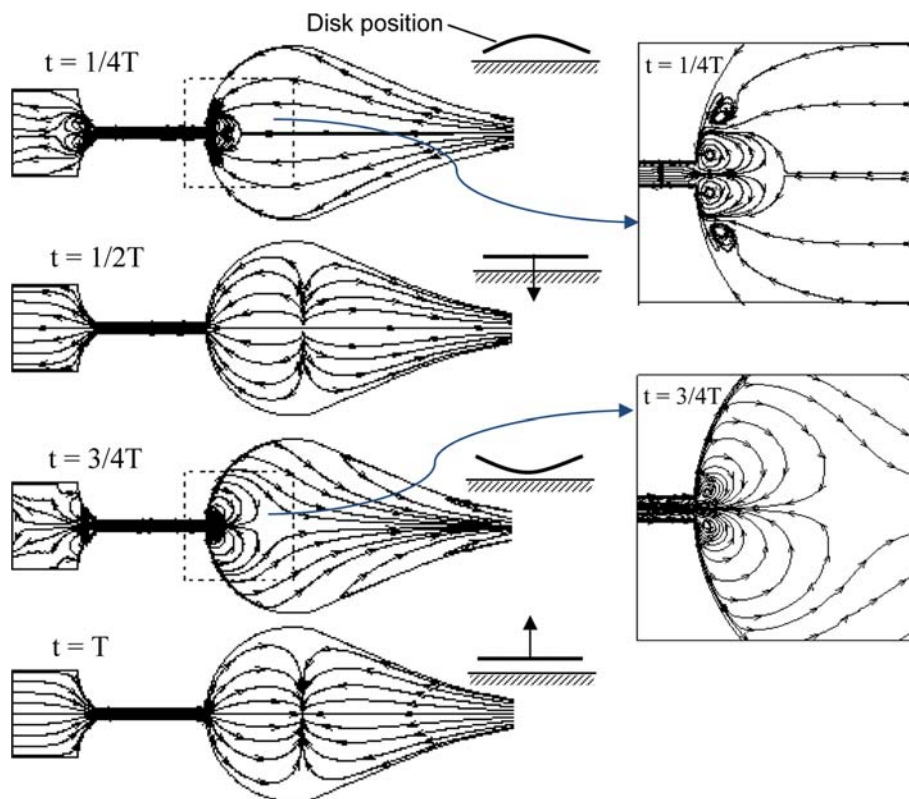 Disk position
t = 1/4T
t = 1/4T
t = 1/2T
t = 3/4T
t = 3/4T
t = T